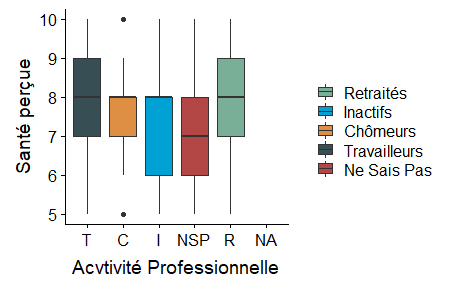 Santé perçue
10
9
8
7
6
5
T C I NSP R NA
Acvtivité Professionnelle
Retraités
Inactifs
Chômeurs
Travailleurs
Ne Sais Pas